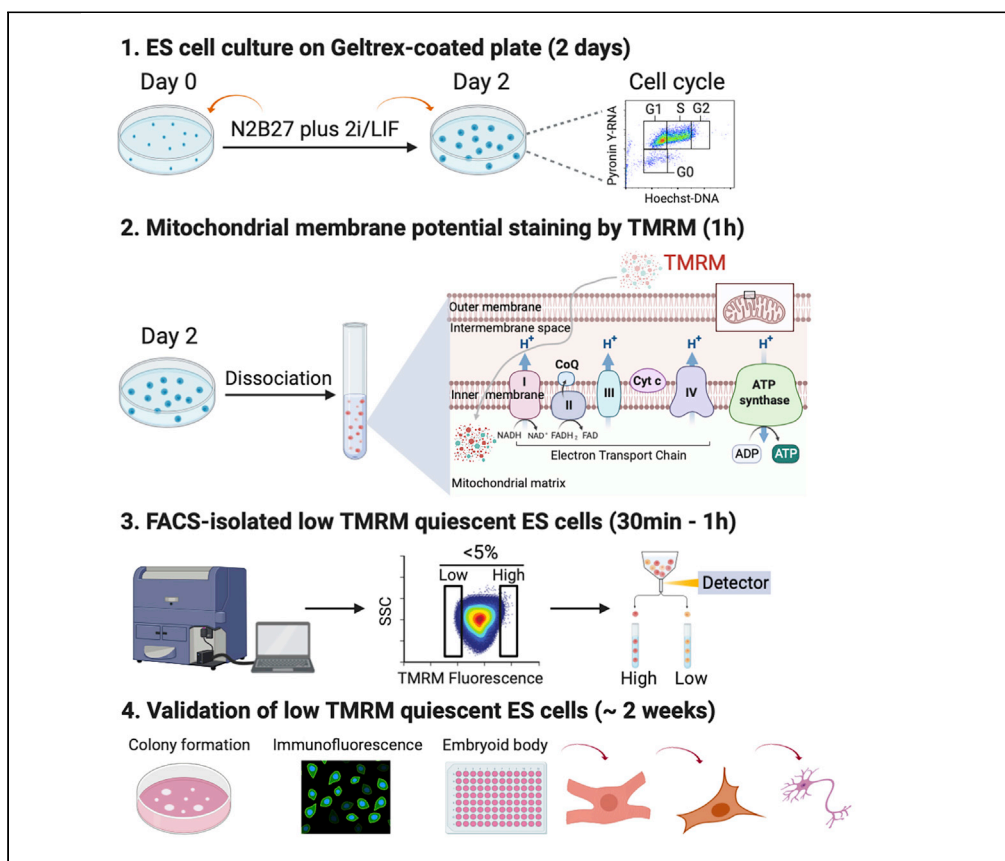 1. ES cell culture on Geltrex-coated plate (2 days)
Day 0
Day 2
Cell cycle
N2B27 plus 2i/LIF
G1
S
G2
G0
Pyronin Y-RNA
Hoechst-DNA
2. Mitochondrial membrane potential staining by TMRM (1h)
TMRM
Outer membrane
Intermembrane space
Day 2
Dissociation
H+
H+
H+
H+
CoQ
Cyt c
I
II
III
IV
ATP
synthase
Inner membrane
NADH
NAD+
FADH2
FAD
Electron Transport Chain
ADP
ATP
Mitochondrial matrix
3. FACS-isolated low TMRM quiescent ES cells (30min - 1h)
<5%
Low
High
SSC
TMRM Fluorescence
Detector
High
Low
4. Validation of low TMRM quiescent ES cells (~ 2 weeks)
Colony formation
Immunofluorescence
Embryoid body